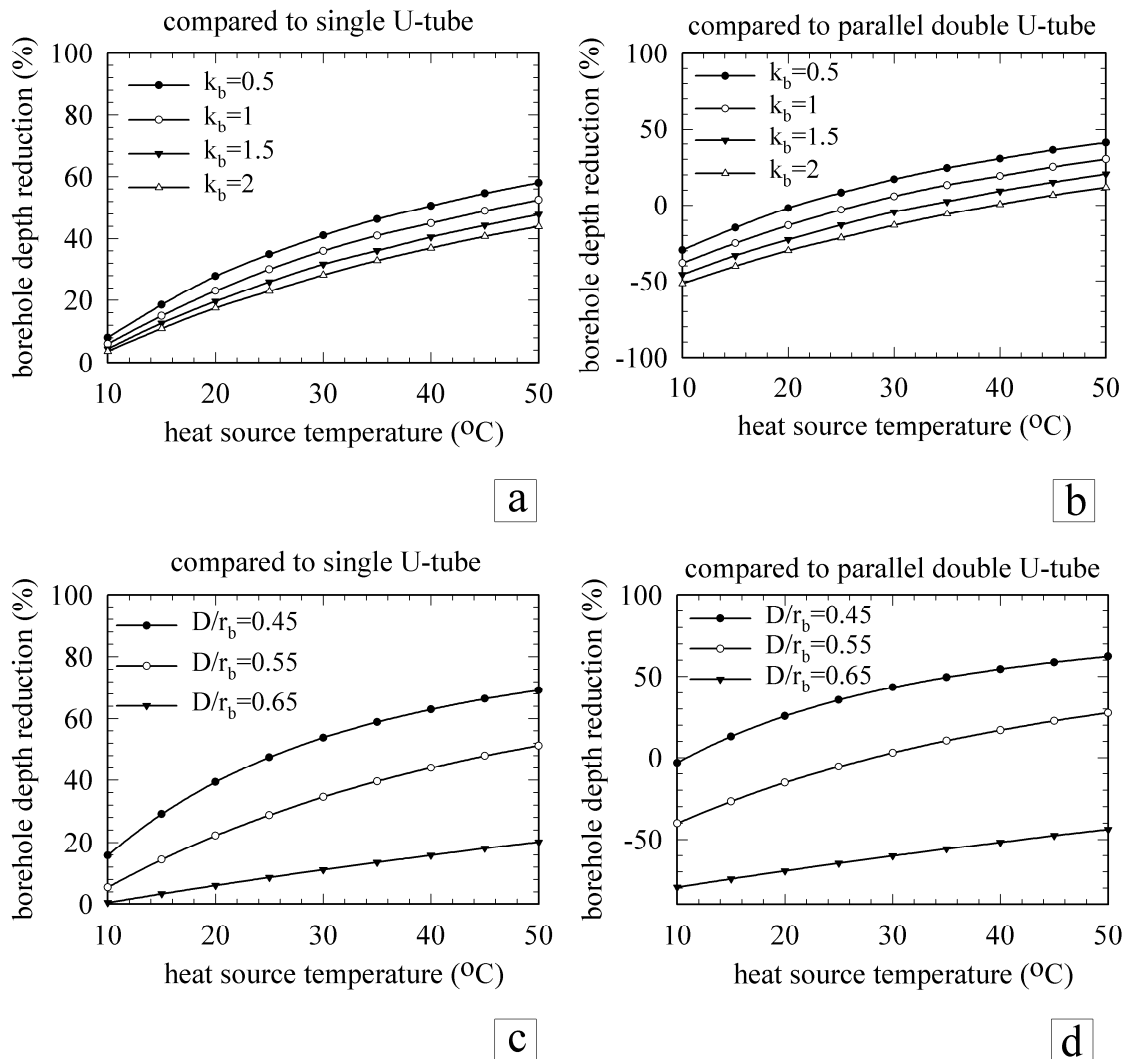 compared to single U-tube
borehole depth reduction (%)
100
80
60
40
20
0
k_b=0.5
k_b=1
k_b=1.5
k_b=2
10 20 30 40 50
heat source temperature (ºC)
a
compared to parallel double U-tube
borehole depth reduction (%)
100
50
0
-50
-100
k_b=0.5
k_b=1
k_b=1.5
k_b=2
10 20 30 40 50
heat source temperature (ºC)
b
compared to single U-tube
borehole depth reduction (%)
100
80
60
40
20
0
D/r_b=0.45
D/r_b=0.55
D/r_b=0.65
10 20 30 40 50
heat source temperature (ºC)
c
compared to parallel double U-tube
borehole depth reduction (%)
100
50
0
-50
D/r_b=0.45
D/r_b=0.55
D/r_b=0.65
10 20 30 40 50
heat source temperature (ºC)
d